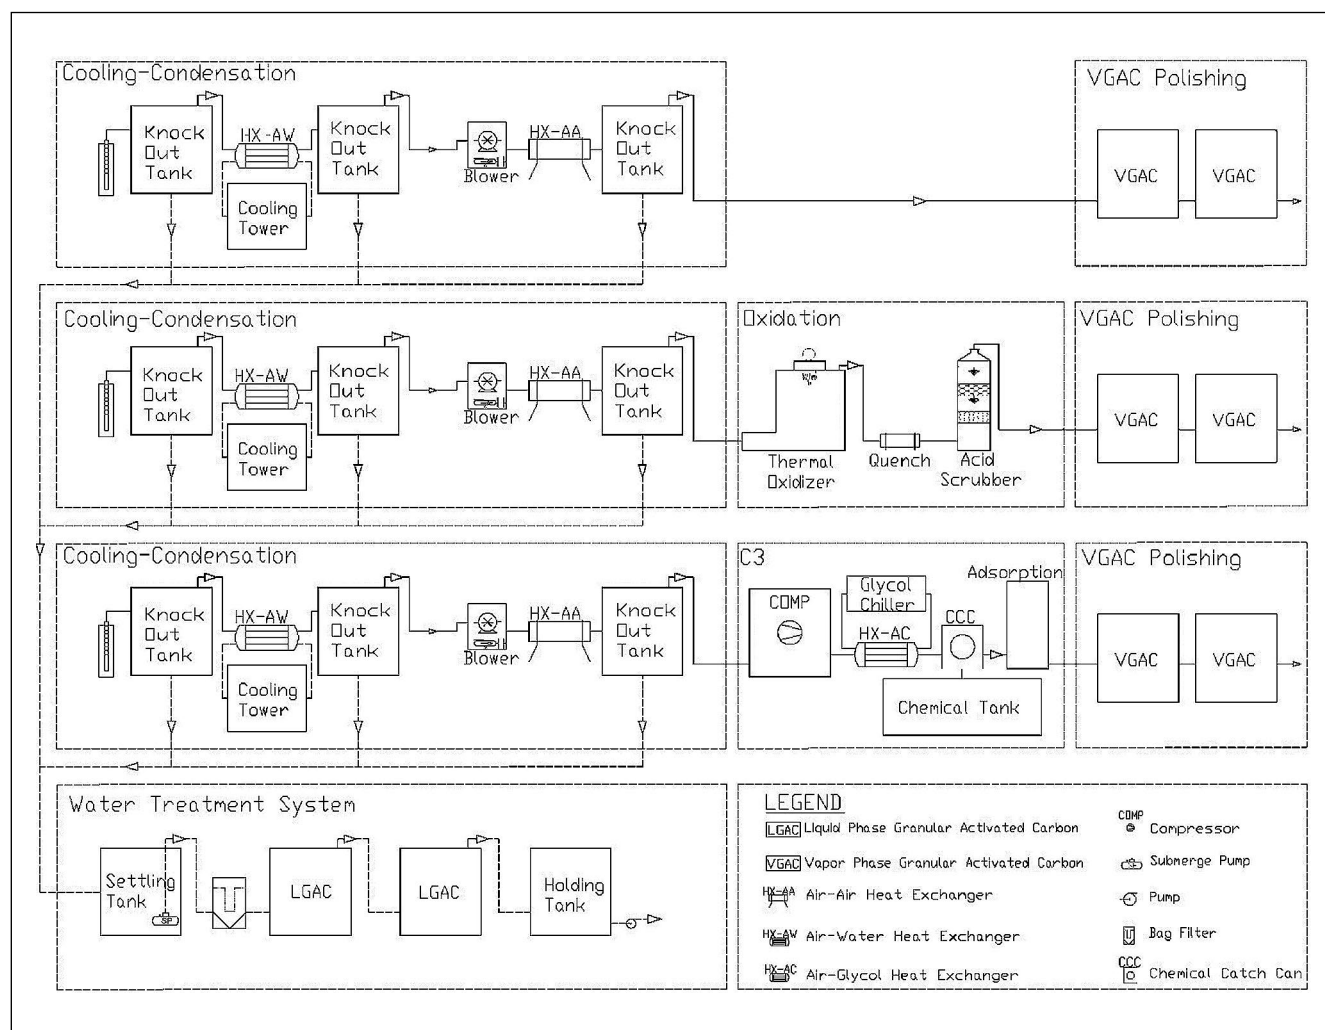 Cooling-Condensation
VGAC Polishing
Knock
Out
Tank
HX-AW
Cooling
Tower
Knock
Out
Tank
Blower
HX-AA
Knock
Out
Tank
VGAC
VGAC
Cooling-Condensation
Oxidation
VGAC Polishing
Knock
Out
Tank
HX-AW
Cooling
Tower
Knock
Out
Tank
Blower
HX-AA
Knock
Out
Tank
Thermal
Oxidizer
Quench
Acid
Scrubber
VGAC
VGAC
Cooling-Condensation
C3
VGAC Polishing
Knock
Out
Tank
HX-AW
Cooling
Tower
Knock
Out
Tank
Blower
HX-AA
Knock
Out
Tank
COMP
Glycol
Chiller
HX-AC
CCC
Adsorption
Chemical Tank
VGAC
VGAC
Water Treatment System
Settling
Tank
SP
LGAC
LGAC
Holding
Tank
LEGEND
LGAC Liquid Phase Granular Activated Carbon
VGAC Vapor Phase Granular Activated Carbon
HX-AA Air-Air Heat Exchanger
HX-AW Air-Water Heat Exchanger
HX-AC Air-Glycol Heat Exchanger
COMP Compressor
Submerge Pump
Pump
Bag Filter
CCC Chemical Catch Can